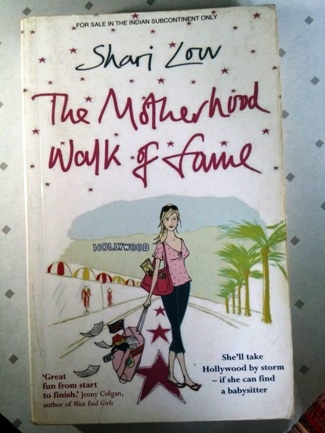 FOR SALE IN THE INDIAN SUBCONTINENT ONLY
Shari Low
The Motherhood
Walk of Fame
HOLLYWOOD
'Great
fun from start
to finish.' Jenny Colgan,
author of West End Girls
She'll take
Hollywood by storm
– if she can find
a babysitter